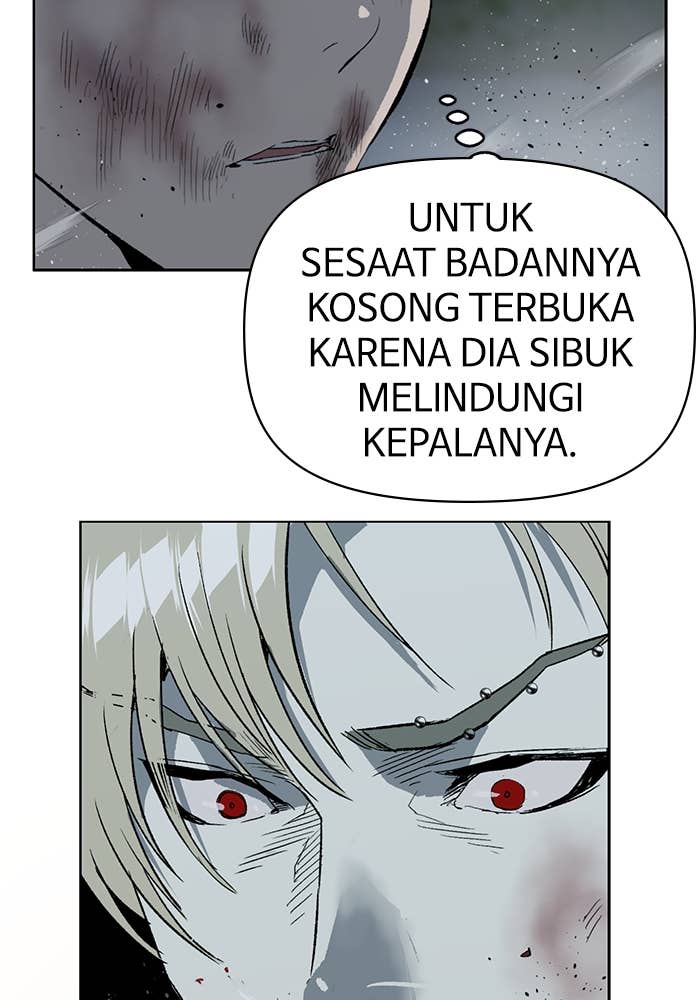 UNTUK
SESAAT BADANNYA
KOSONG TERBUKA
KARENA DIA SIBUK
MELINDUNGI
KEPALANYA.